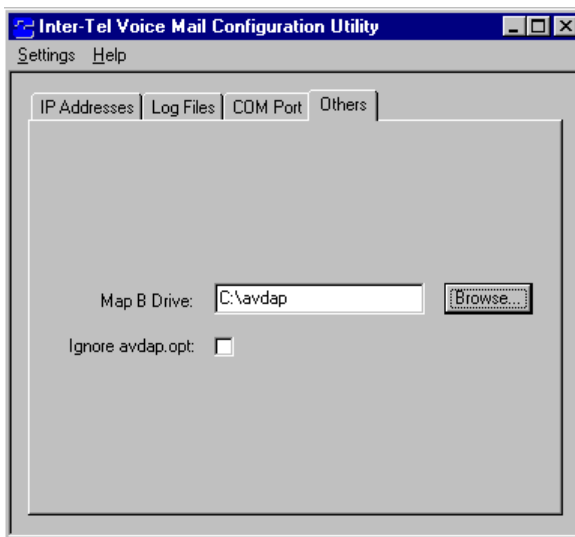 Inter-Tel Voice Mail Configuration Utility
Settings Help
IP Addresses Log Files COM Port Others
Map B Drive: C:\avdap Browse...
Ignore avdap.opt: